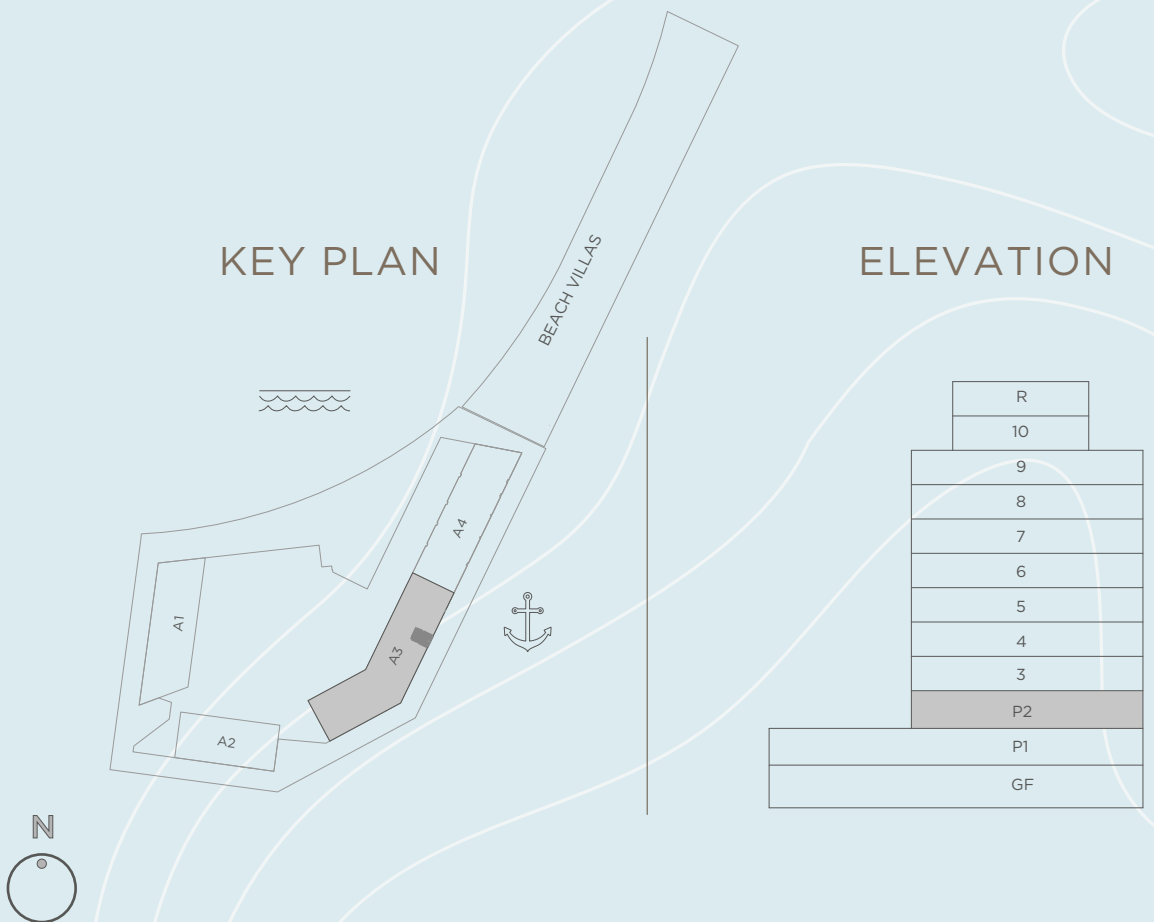 KEY PLAN
ELEVATION
BEACH VILLAS
A4
A3
A1
A2
N
R
10
9
8
7
6
5
4
3
P2
P1
GF